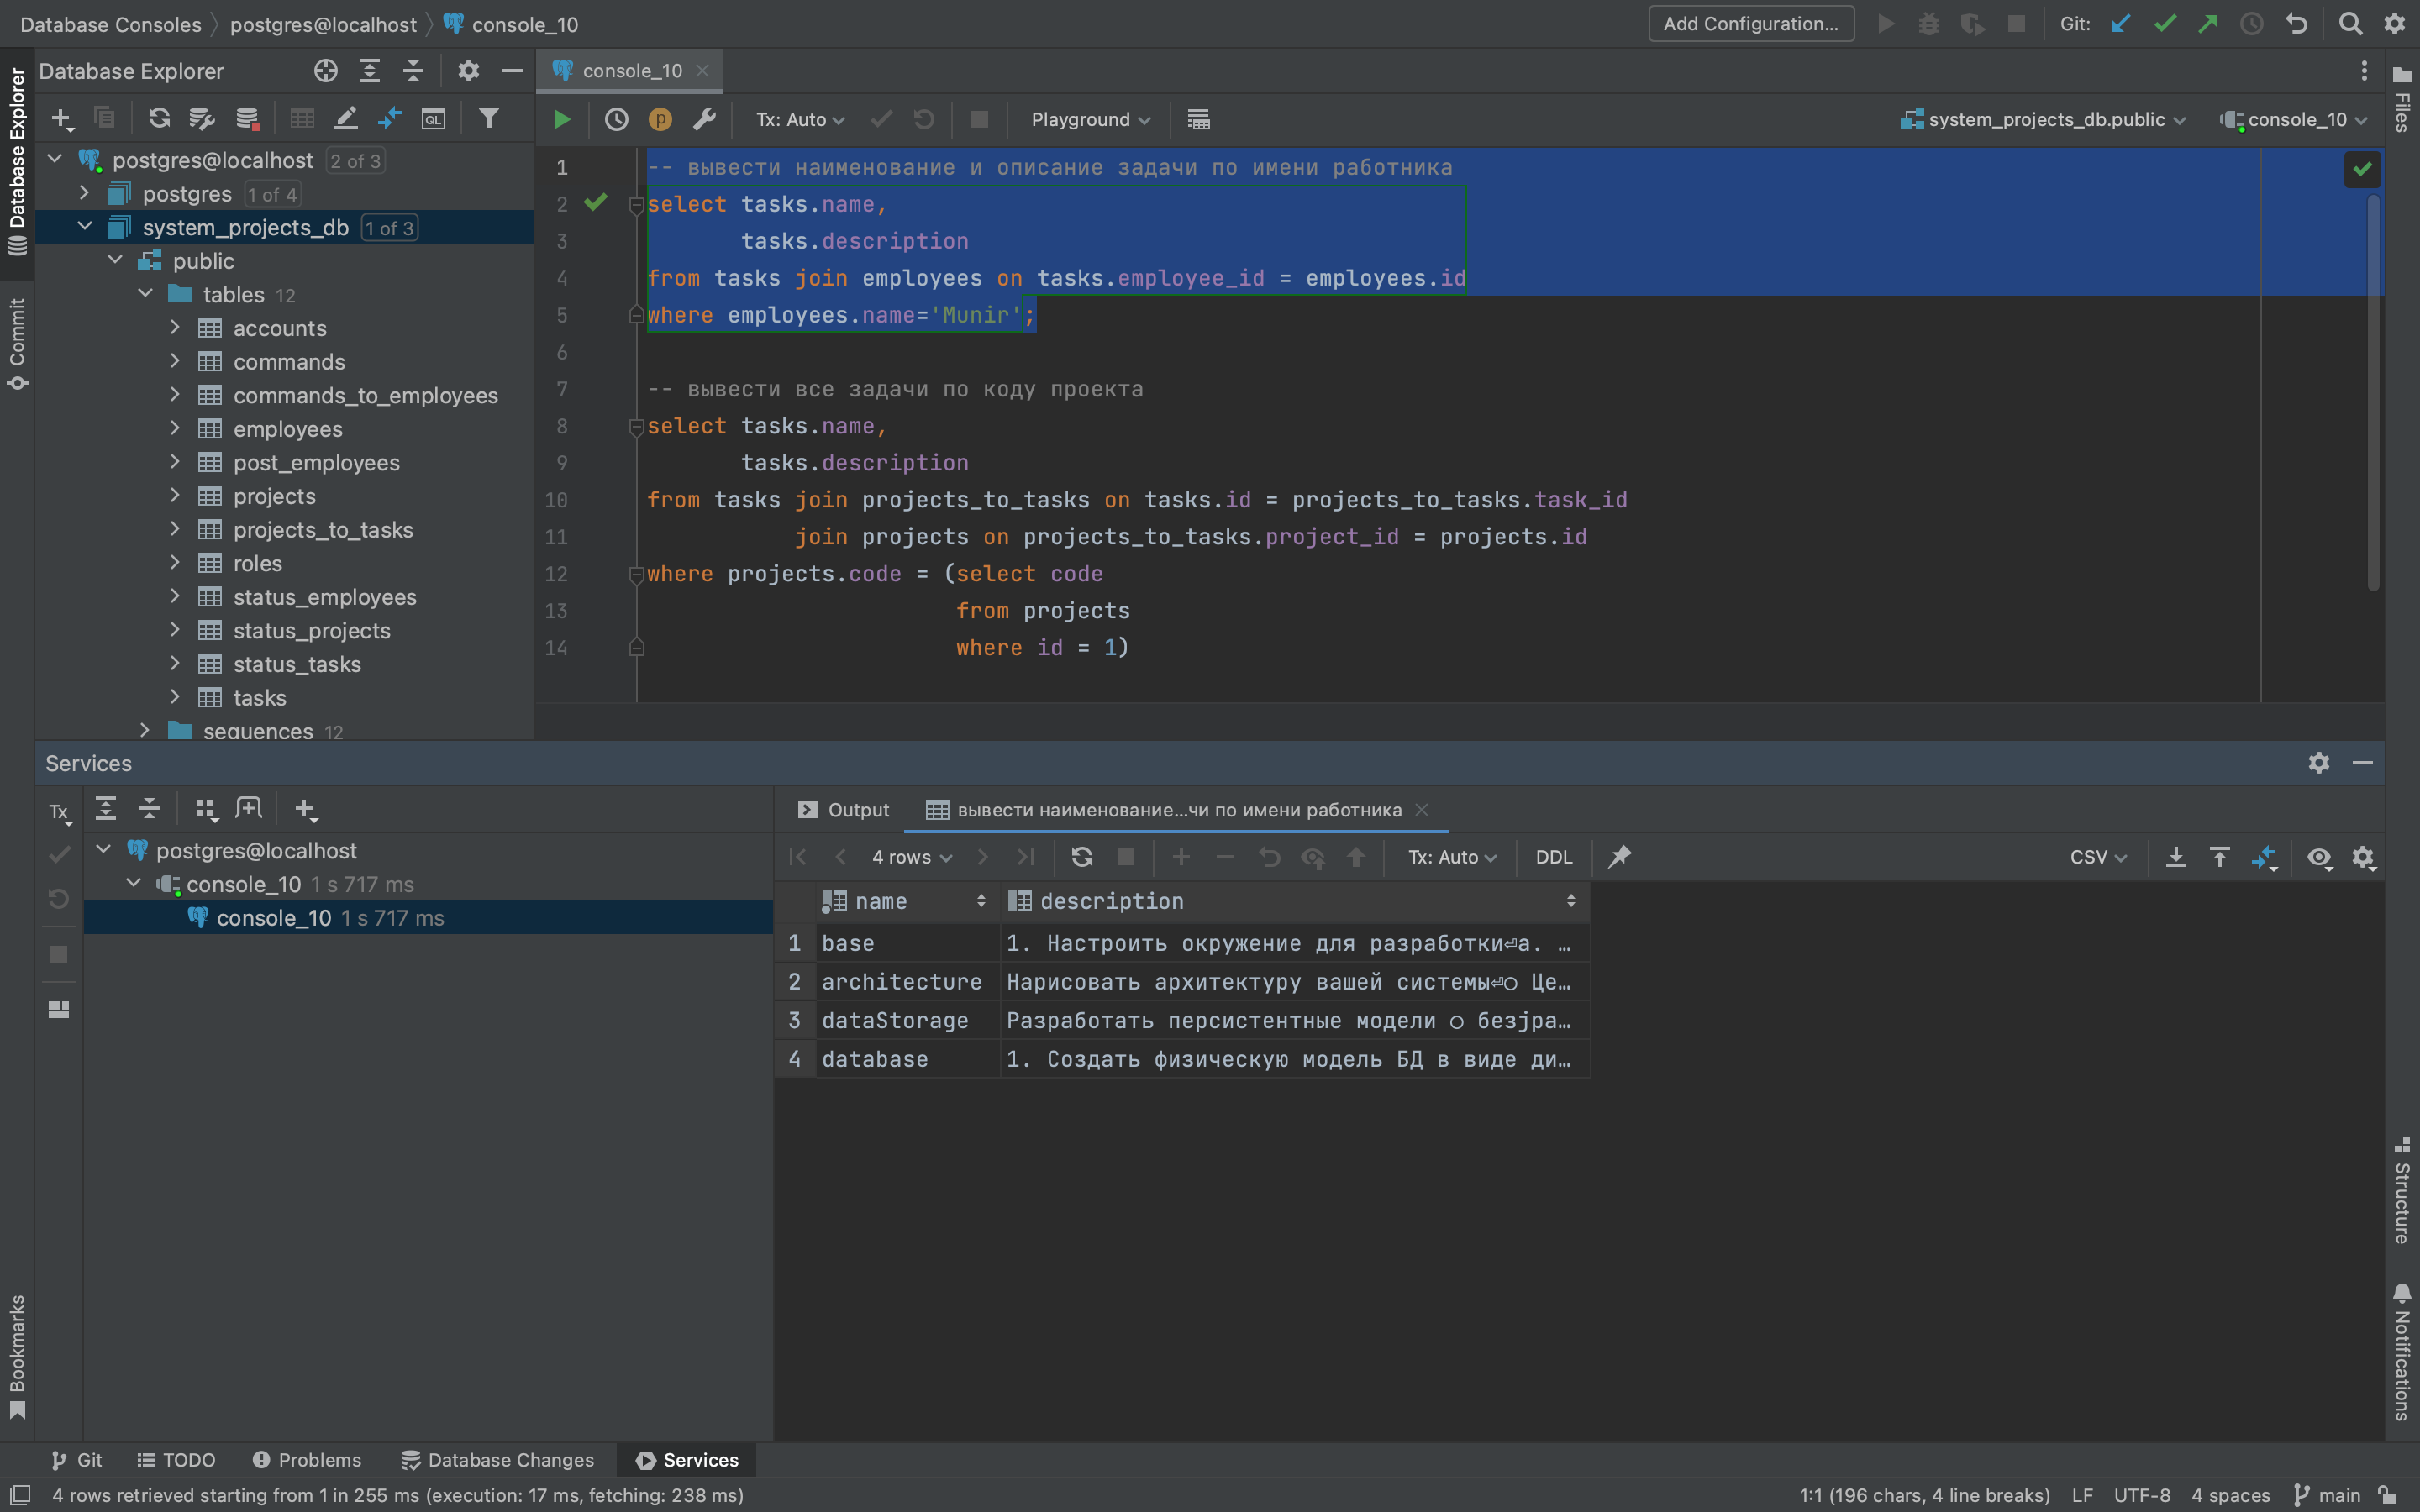 Database Consoles postgres@localhost console_10
Add Configuration...
Git:
Database Explorer
console_10
Tx: Auto
Playground
system_projects_db.public
console_10
Database Explorer
Commit
Bookmarks
Files
Structure
Notifications
postgres@localhost 2 of 3
postgres 1 of 4
system_projects_db 1 of 3
public
tables 12
accounts
commands
commands_to_employees
employees
post_employees
projects
projects_to_tasks
roles
status_employees
status_projects
status_tasks
tasks
sequences 12
1 -- вывести наименование и описание задачи по имени работника
2 select tasks.name,
3 tasks.description
4 from tasks join employees on tasks.employee_id = employees.id
5 where employees.name='Munir';
6
7 -- вывести все задачи по коду проекта
8 select tasks.name,
9 tasks.description
10 from tasks join projects_to_tasks on tasks.id = projects_to_tasks.task_id
11 join projects on projects_to_tasks.project_id = projects.id
12 where projects.code = (select code
13 from projects
14 where id = 1)
Services
Tx
postgres@localhost
console_10 1 s 717 ms
console_10 1 s 717 ms
Output
вывести наименование...чи по имени работника
4 rows
Tx: Auto
DDL
CSV
name description
1 base 1. Настроить окружение для разработки⏎a. …
2 architecture Нарисовать архитектуру вашей системы⏎○ Це…
3 dataStorage Разработать персистентные модели ○ безjpa…
4 database 1. Создать физическую модель БД в виде ди…
Git TODO Problems Database Changes Services
4 rows retrieved starting from 1 in 255 ms (execution: 17 ms, fetching: 238 ms)
1:1 (196 chars, 4 line breaks) LF UTF-8 4 spaces main